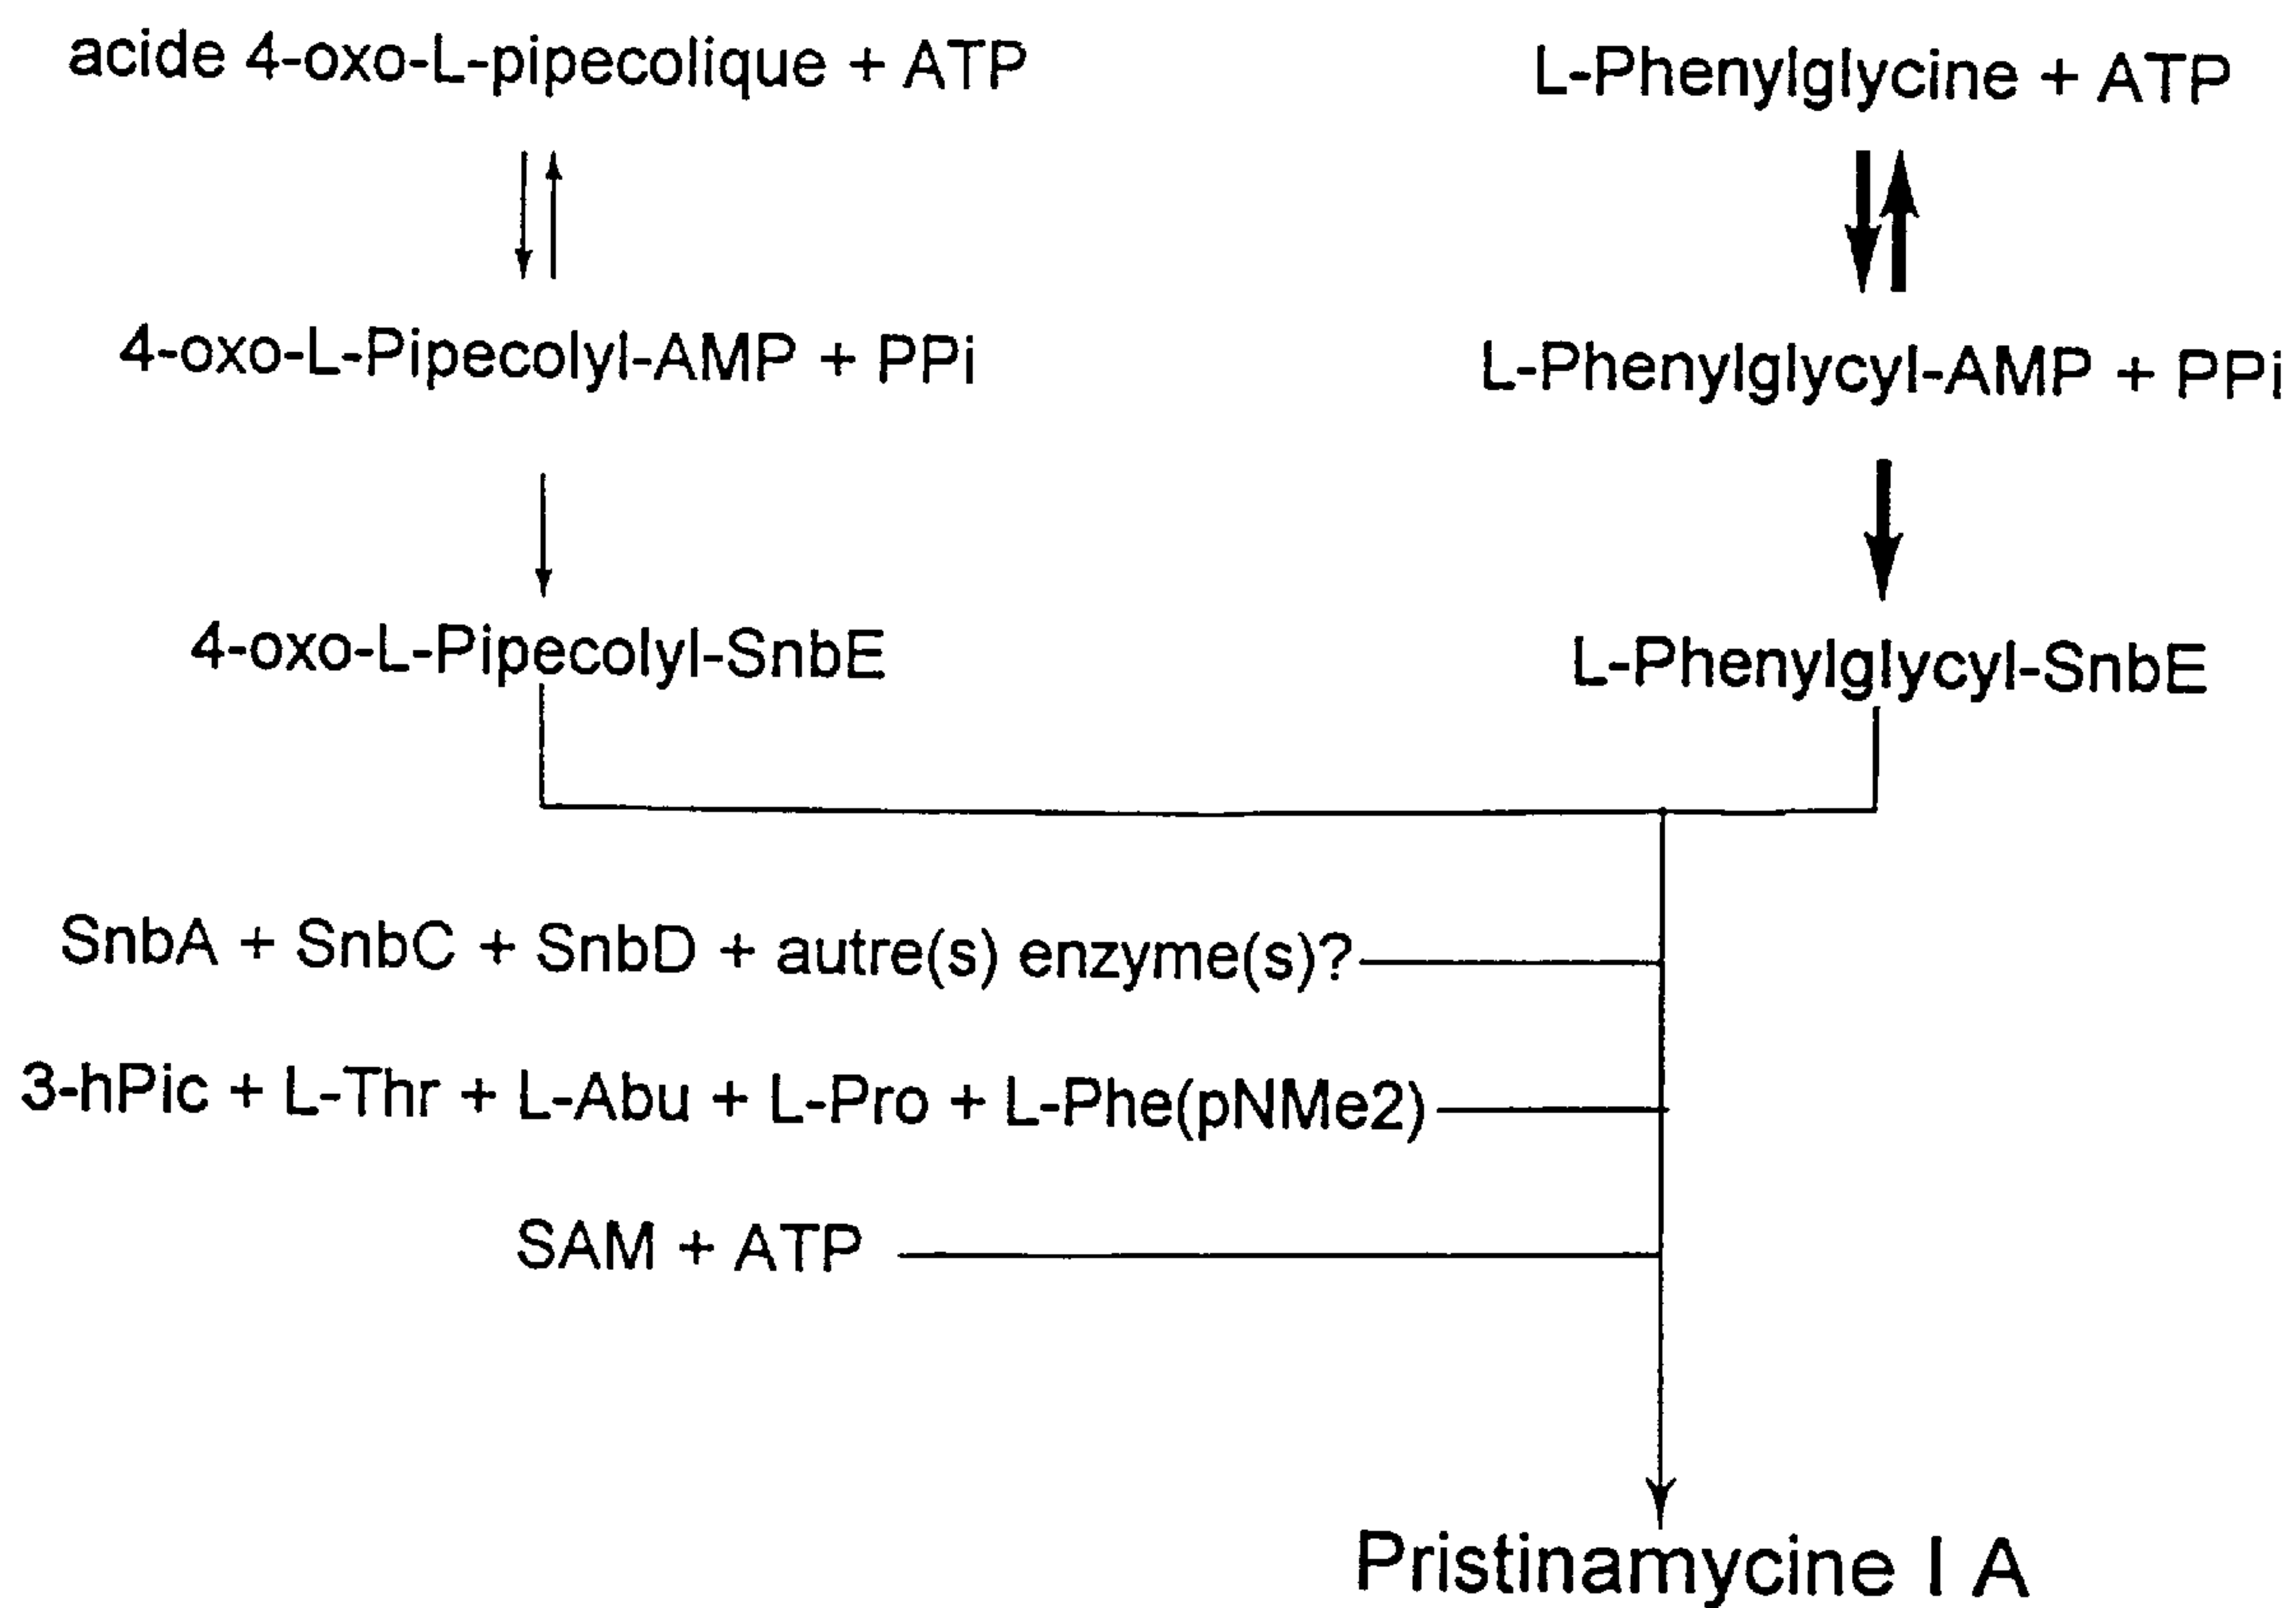 acide 4-oxo-L-pipecolique + ATP
L-Phenylglycine + ATP
4-oxo-L-Pipecolyl-AMP + PPi
L-Phenylglycyl-AMP + PPi
4-oxo-L-Pipecolyl-SnbE
L-Phenylglycyl-SnbE
SnbA + SnbC + SnbD + autre(s) enzyme(s)?
3-hPic + L-Thr + L-Abu + L-Pro + L-Phe(pNMe2)
SAM + ATP
Pristinamycine I A